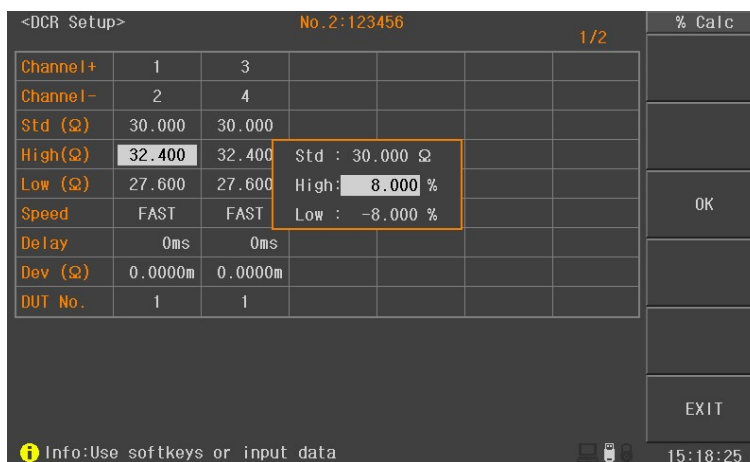 <DCR Setup> No.2:123456 1/2 % Calc
Channel+ 1 3
Channel- 2 4
Std (Ω) 30.000 30.000
High(Ω) 32.400 32.400 Std : 30.000 Ω
Low (Ω) 27.600 27.600 High: 8.000 %
Speed FAST FAST Low : -8.000 % OK
Delay 0ms 0ms
Dev (Ω) 0.0000m 0.0000m
DUT No. 1 1
EXIT
i Info:Use softkeys or input data 15:18:25